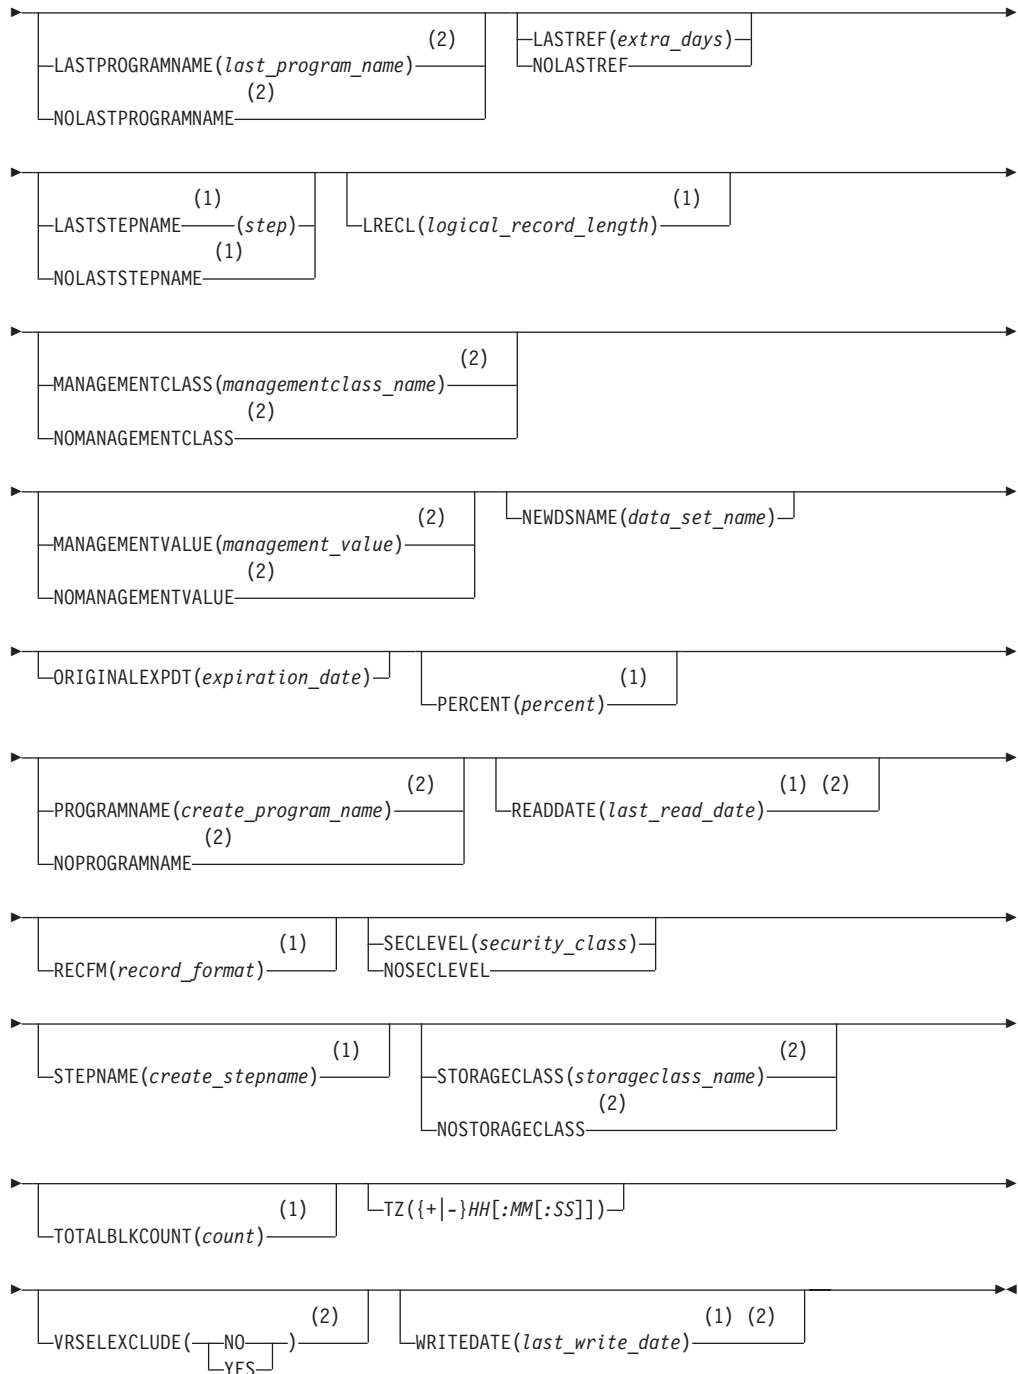 (2)
LASTPROGRAMNAME(last_program_name)
(2)
NOLASTPROGRAMNAME
LASTREF(extra_days)
NOLASTREF
(1)
LASTSTEPNAME (step)
(1)
NOLASTSTEPNAME
(1)
LRECL(logical_record_length)
(2)
MANAGEMENTCLASS(managementclass_name)
(2)
NOMANAGEMENTCLASS
(2)
MANAGEMENTVALUE(management_value)
(2)
NOMANAGEMENTVALUE
NEWDSNAME(data_set_name)
ORIGINALEXPDT(expiration_date)
(1)
PERCENT(percent)
(2)
PROGRAMNAME(create_program_name)
(2)
NOPROGRAMNAME
(1) (2)
READDATE(last_read_date)
(1)
RECFM(record_format)
SECLEVEL(security_class)
NOSECLEVEL
(1)
STEPNAME(create_stepname)
(2)
STORAGECLASS(storageclass_name)
(2)
NOSTORAGECLASS
(1)
TOTALBLKCOUNT(count)
TZ({+|-}HH[:MM[:SS]])
(2)
VRSELEXCLUDE( NO )
YES
(1) (2)
WRITEDATE(last_write_date)